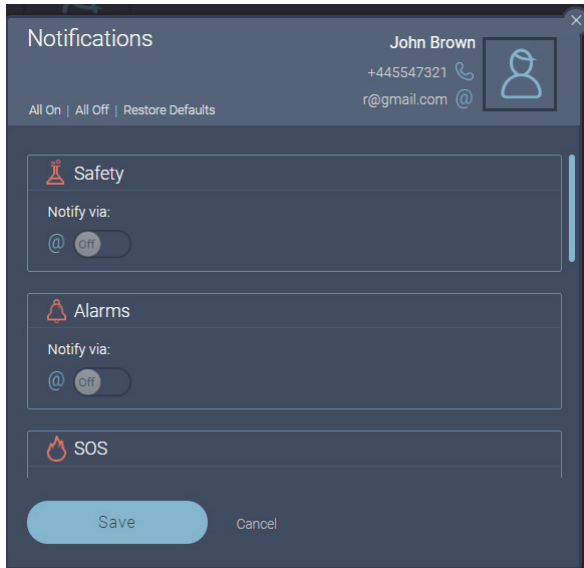 Notifications
John Brown
+445547321
r@gmail.com @
All On | All Off | Restore Defaults
Safety
Notify via:
@ Off
Alarms
Notify via:
@ Off
SOS
Save Cancel